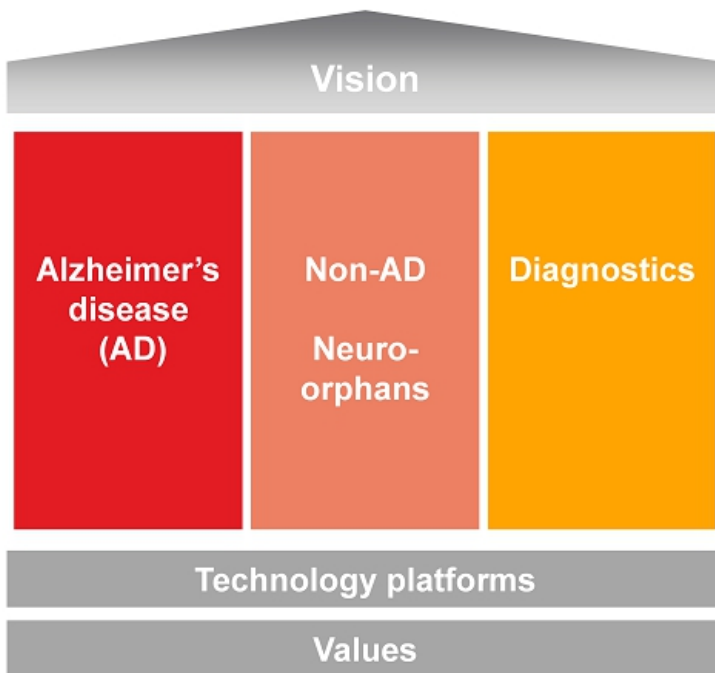 Vision
Alzheimer's
disease
(AD)
Non-AD
Neuro-
orphans
Diagnostics
Technology platforms
Values